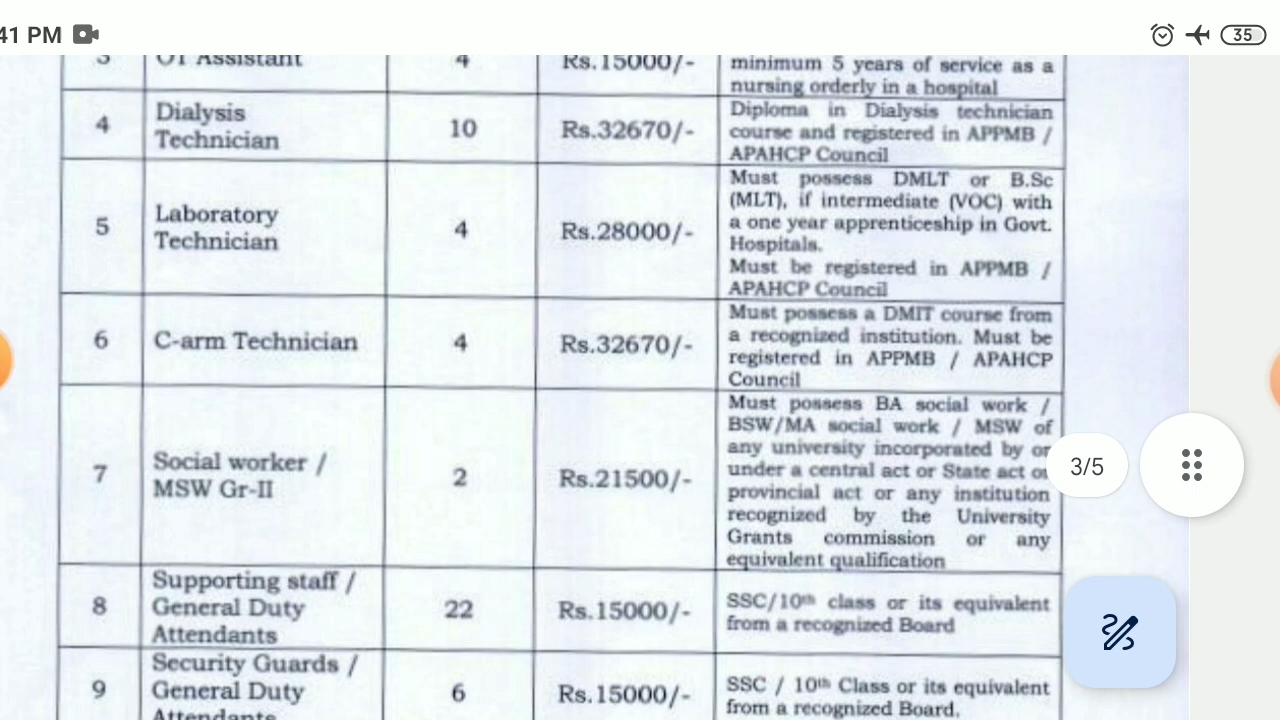 41 PM
35
3 OT Assistant 4 Rs.15000/- minimum 5 years of service as a
nursing orderly in a hospital
4 Dialysis Technician 10 Rs.32670/- Diploma in Dialysis technician
course and registered in APPMB /
APAHCP Council
5 Laboratory Technician 4 Rs.28000/- Must possess DMLT or B.Sc
(MLT), if intermediate (VOC) with
a one year apprenticeship in Govt.
Hospitals.
Must be registered in APPMB /
APAHCP Council
6 C-arm Technician 4 Rs.32670/- Must possess a DMIT course from
a recognized institution. Must be
registered in APPMB / APAHCP
Council
7 Social worker / MSW Gr-II 2 Rs.21500/- Must possess BA social work /
BSW/MA social work / MSW of
any university incorporated by or
under a central act or State act or
provincial act or any institution
recognized by the University
Grants commission or any
equivalent qualification
3/5
8 Supporting staff / General Duty Attendants 22 Rs.15000/- SSC/10th class or its equivalent
from a recognized Board
9 Security Guards / General Duty Attendants 6 Rs.15000/- SSC / 10th Class or its equivalent
from a recognized Board.